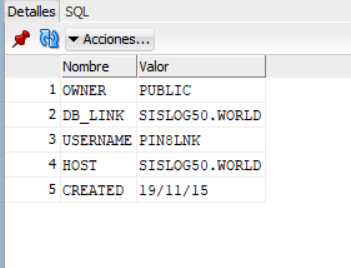 Detalles SQL
Acciones...
Nombre Valor
1 OWNER PUBLIC
2 DB_LINK SISLOG50.WORLD
3 USERNAME PIN8LNK
4 HOST SISLOG50.WORLD
5 CREATED 19/11/15